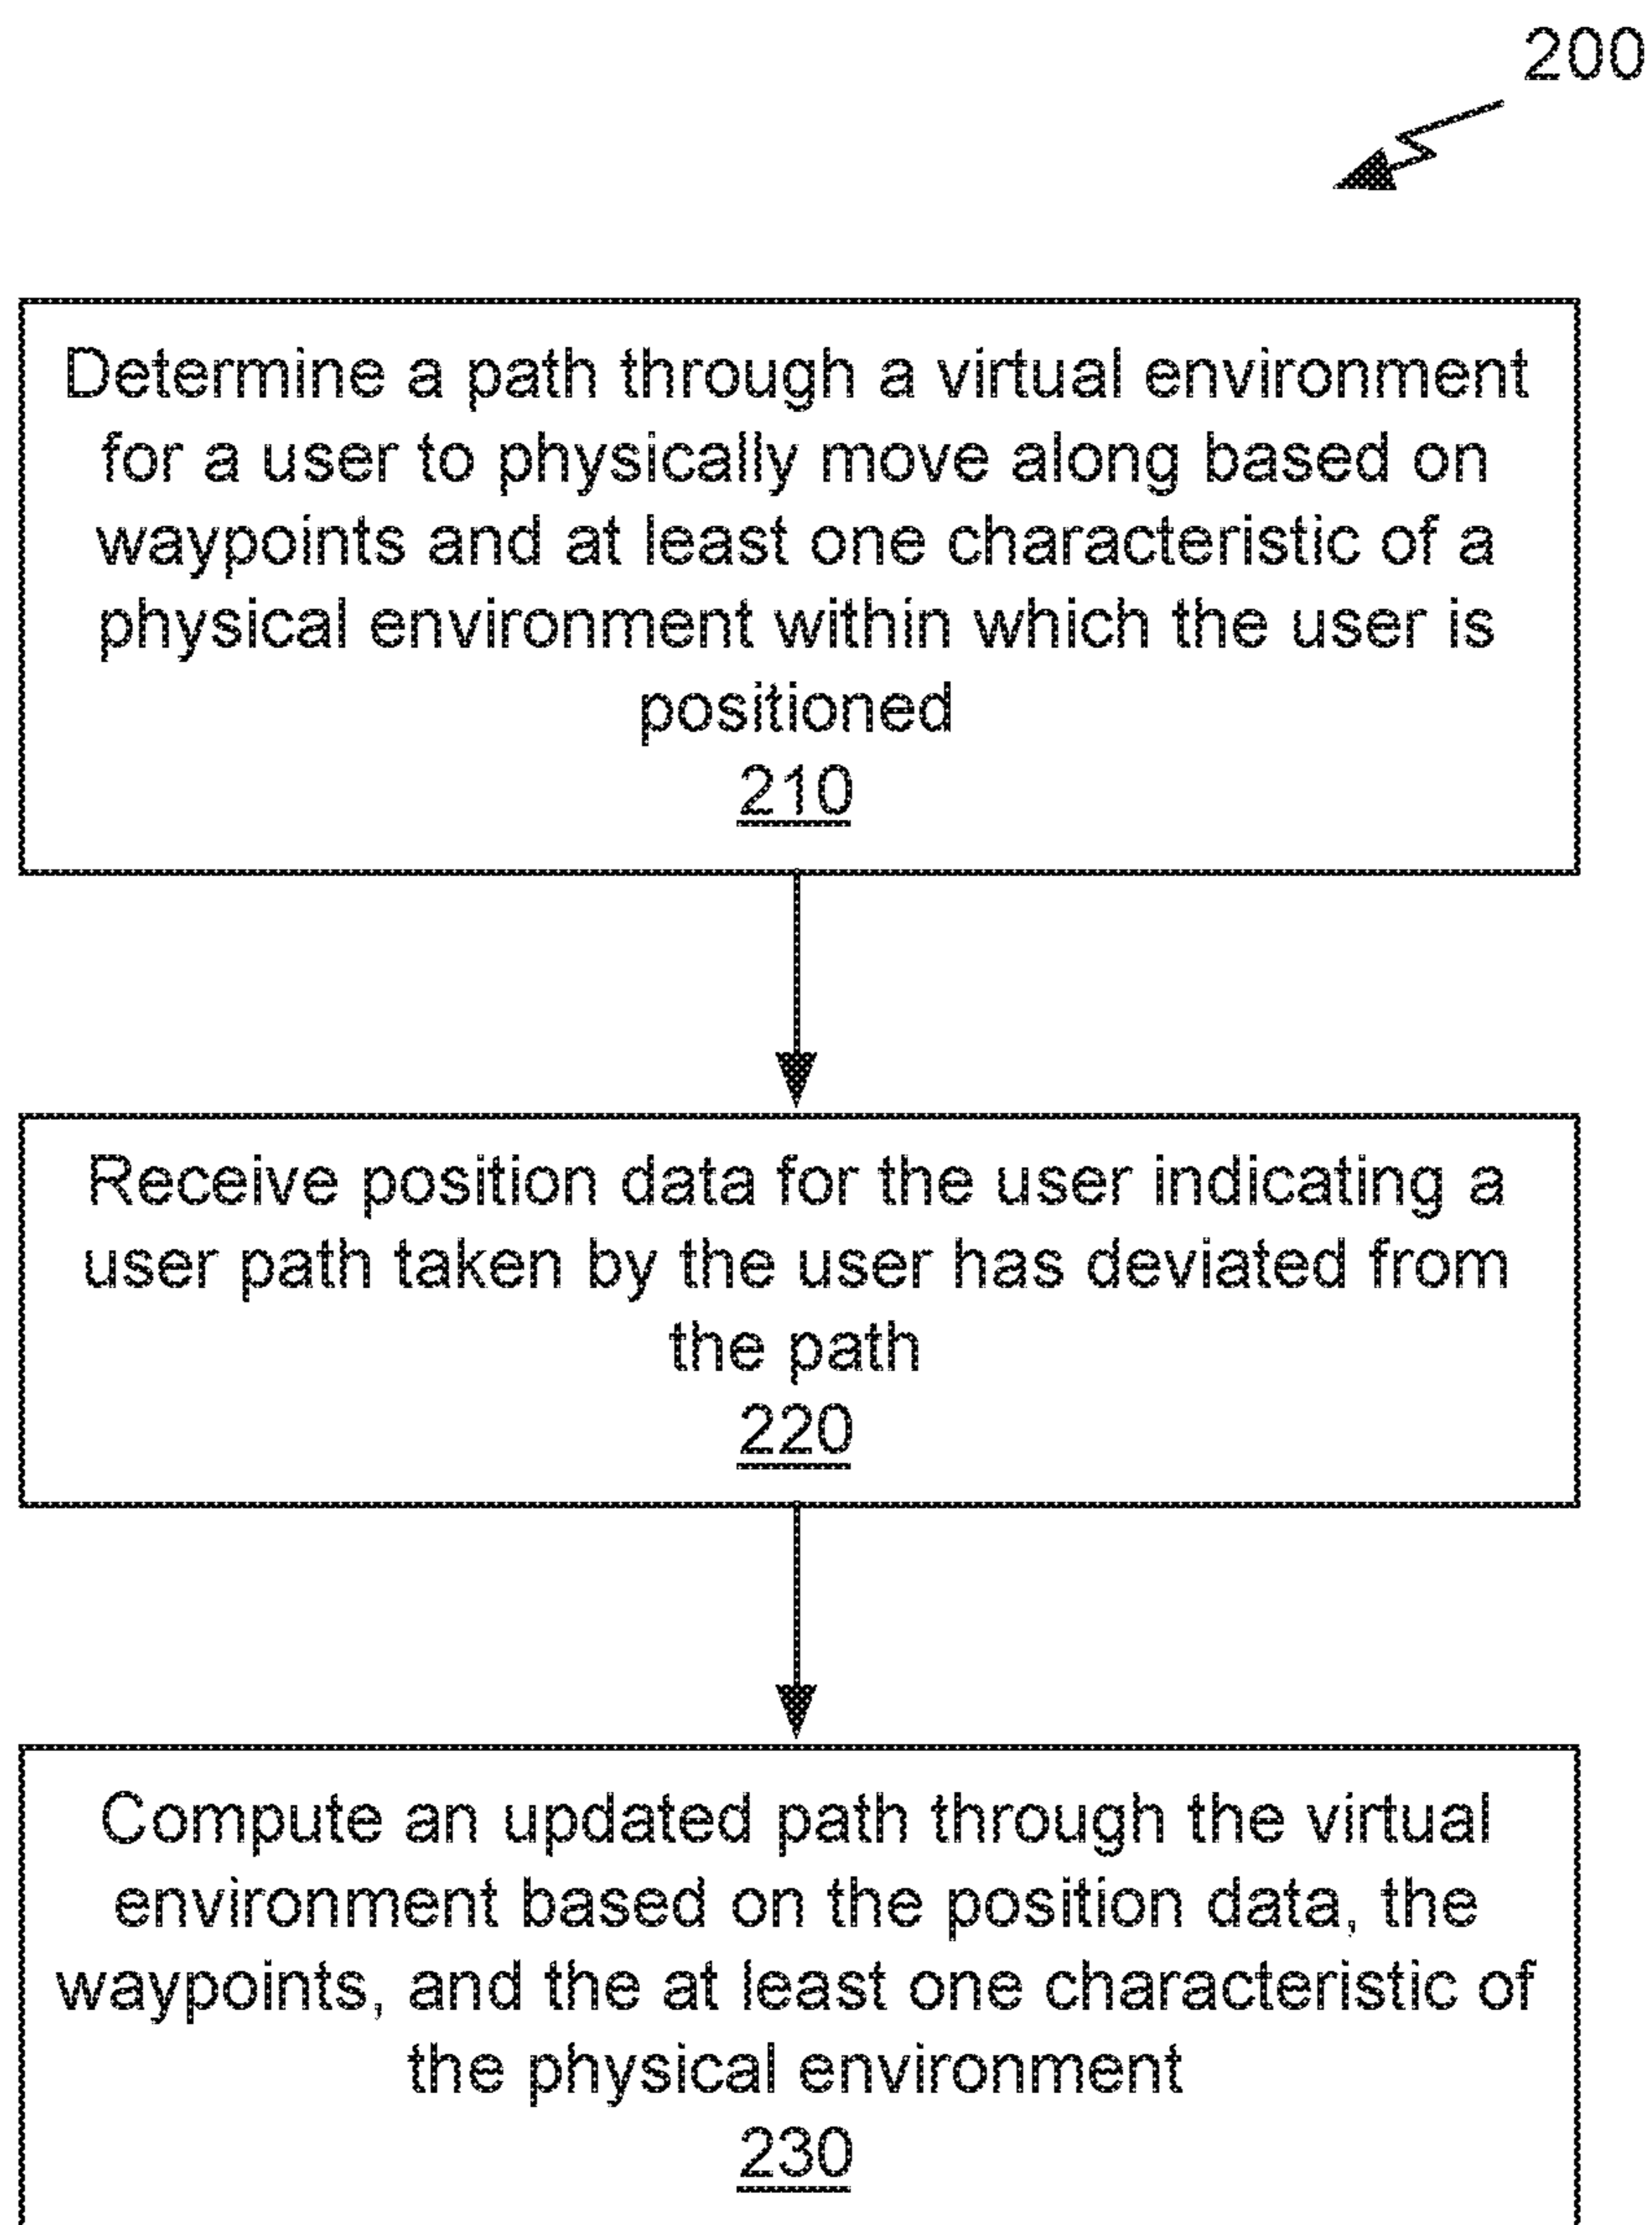 200
Determine a path through a virtual environment
for a user to physically move along based on
waypoints and at least one characteristic of a
physical environment within which the user is
positioned
210
Receive position data for the user indicating a
user path taken by the user has deviated from
the path
220
Compute an updated path through the virtual
environment based on the position data, the
waypoints, and the at least one characteristic of
the physical environment
230